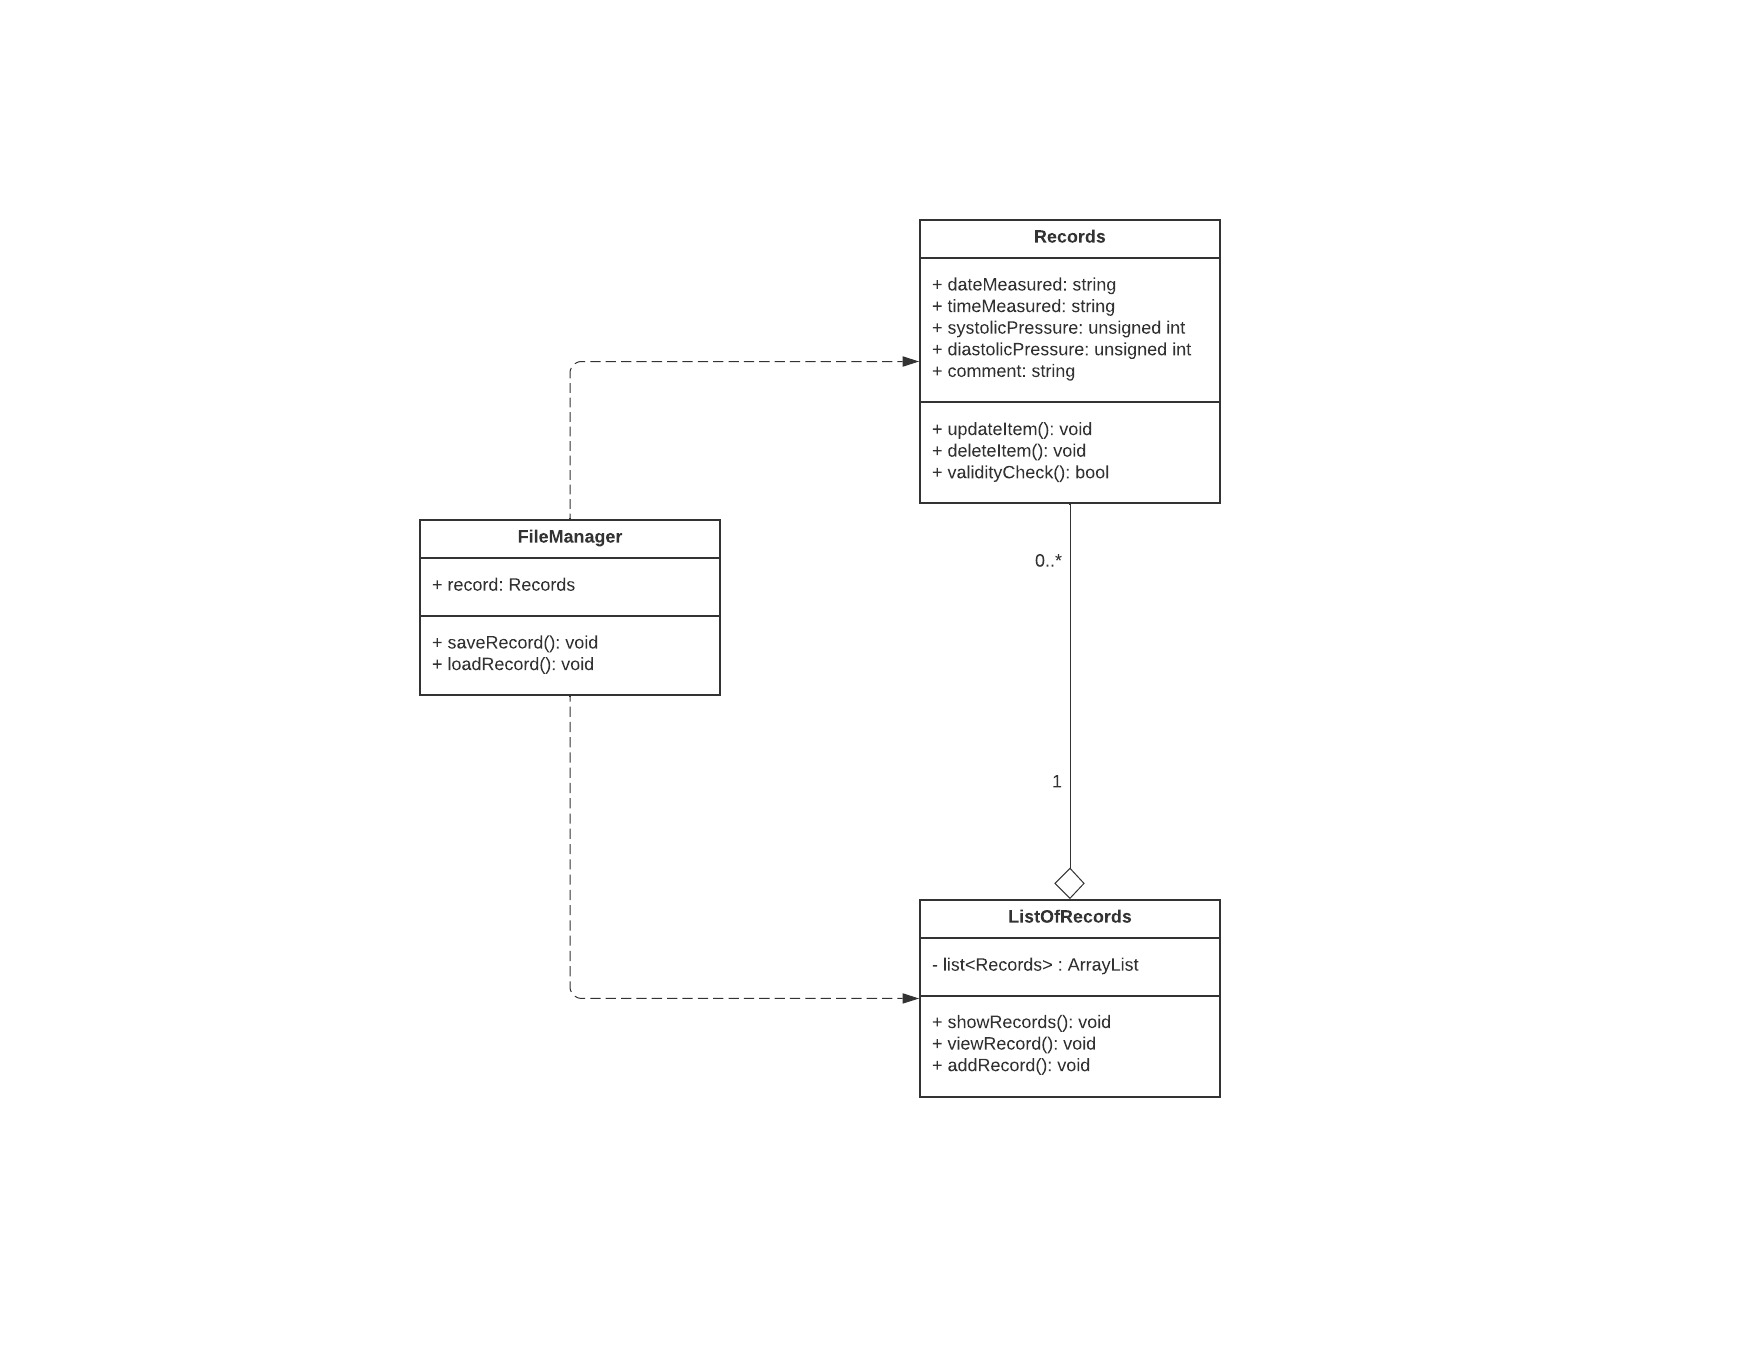 Records
+ dateMeasured: string
+ timeMeasured: string
+ systolicPressure: unsigned int
+ diastolicPressure: unsigned int
+ comment: string
+ updateItem(): void
+ deleteItem(): void
+ validityCheck(): bool
FileManager
+ record: Records
+ saveRecord(): void
+ loadRecord(): void
0..*
1
ListOfRecords
- list<Records> : ArrayList
+ showRecords(): void
+ viewRecord(): void
+ addRecord(): void